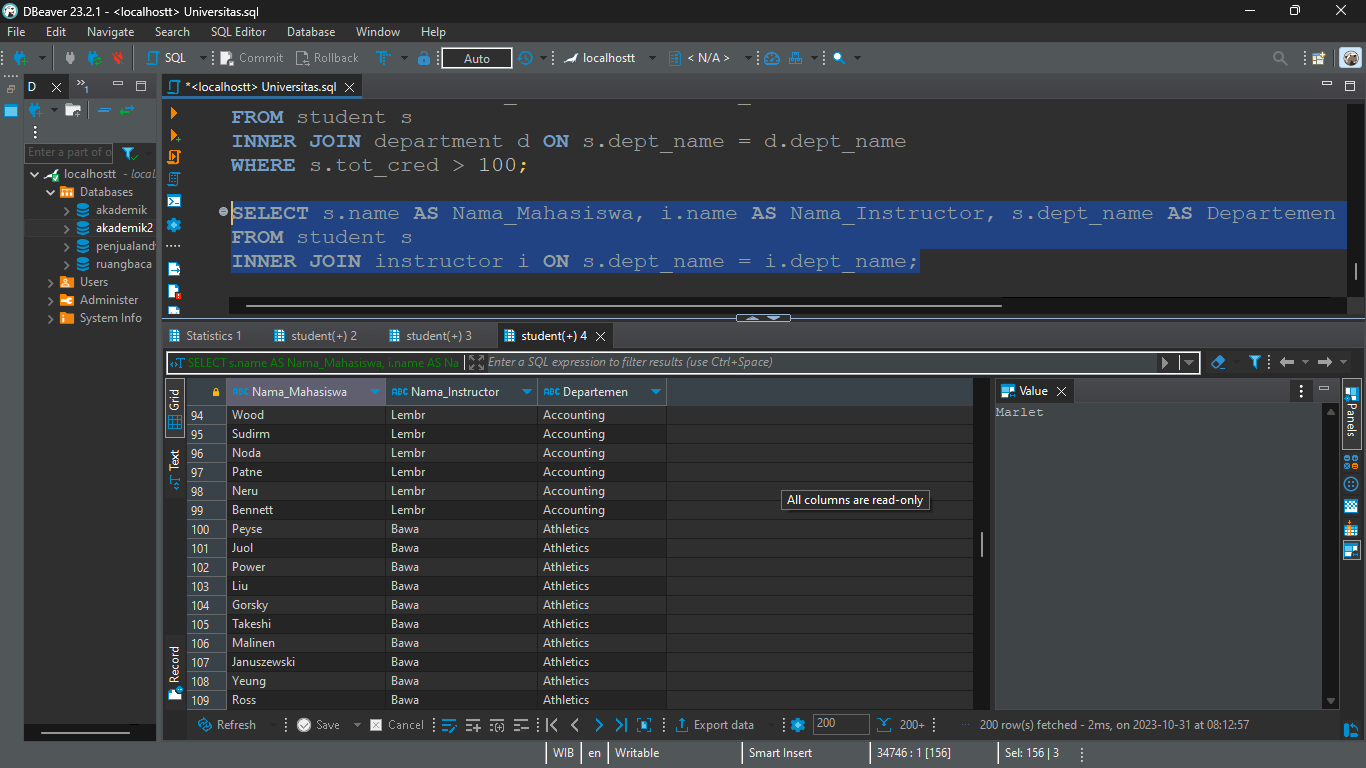 DBeaver 23.2.1 - <localhostt> Universitas.sql
File Edit Navigate Search SQL Editor Database Window Help
SQL Commit Rollback Auto localhostt < N/A >
D »1
*<localhostt> Universitas.sql
Enter a part of o
localhostt - local
Databases
akademik
akademik2
penjualand
ruangbaca
Users
Administer
System Info
FROM student s
INNER JOIN department d ON s.dept_name = d.dept_name
WHERE s.tot_cred > 100;
SELECT s.name AS Nama_Mahasiswa, i.name AS Nama_Instructor, s.dept_name AS Departemen
FROM student s
INNER JOIN instructor i ON s.dept_name = i.dept_name;
Statistics 1 student(+) 2 student(+) 3 student(+) 4
SELECT s.name AS Nama_Mahasiswa, i.name AS Na Enter a SQL expression to filter results (use Ctrl+Space)
Grid
Text
Record
ABC Nama_Mahasiswa ABC Nama_Instructor ABC Departemen
94 Wood Lembr Accounting
95 Sudirm Lembr Accounting
96 Noda Lembr Accounting
97 Patne Lembr Accounting
98 Neru Lembr Accounting
99 Bennett Lembr Accounting
100 Peyse Bawa Athletics
101 Juol Bawa Athletics
102 Power Bawa Athletics
103 Liu Bawa Athletics
104 Gorsky Bawa Athletics
105 Takeshi Bawa Athletics
106 Malinen Bawa Athletics
107 Januszewski Bawa Athletics
108 Yeung Bawa Athletics
109 Ross Bawa Athletics
All columns are read-only
Value
Marlet
Panels
Refresh Save Cancel Export data 200 200+ 200 row(s) fetched - 2ms, on 2023-10-31 at 08:12:57
WIB en Writable Smart Insert 34746 : 1 [156] Sel: 156 | 3